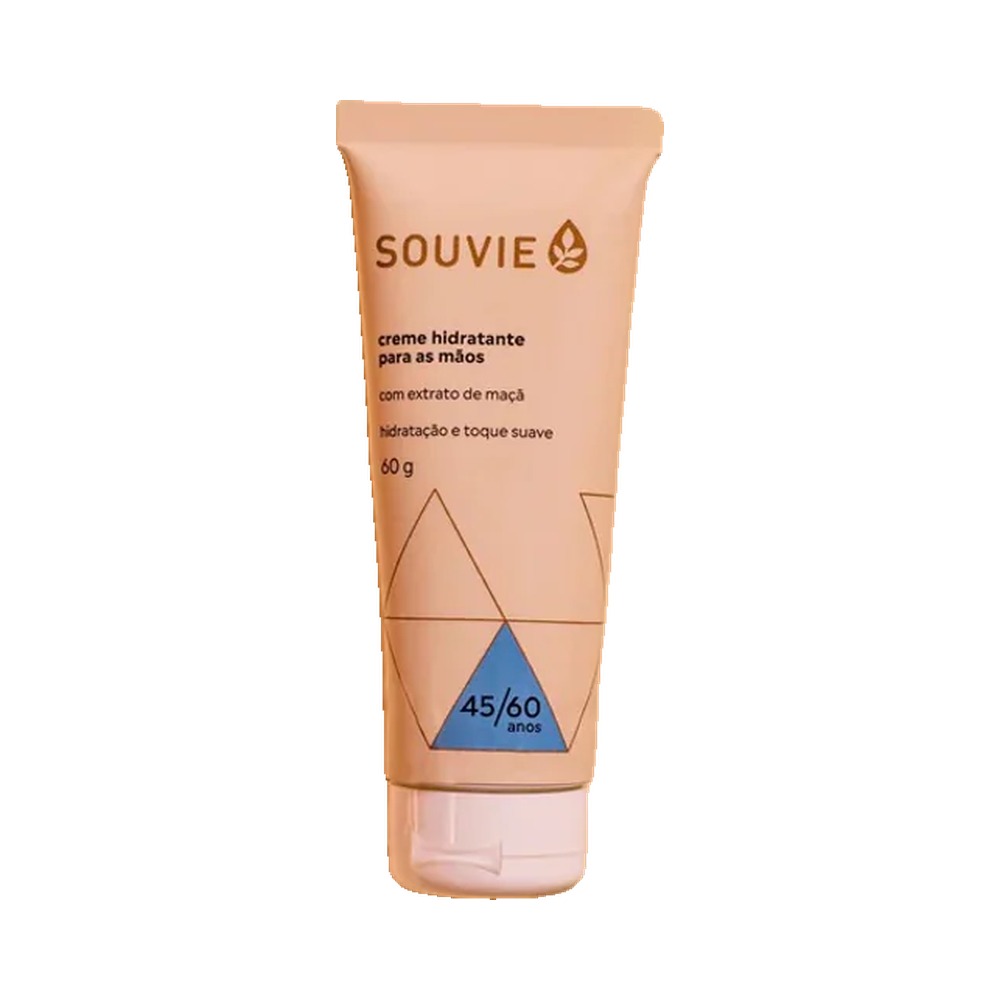 SOUVIE
creme hidratante
para as mãos
com extrato de maçã
hidratação e toque suave
60 g
45/60
anos